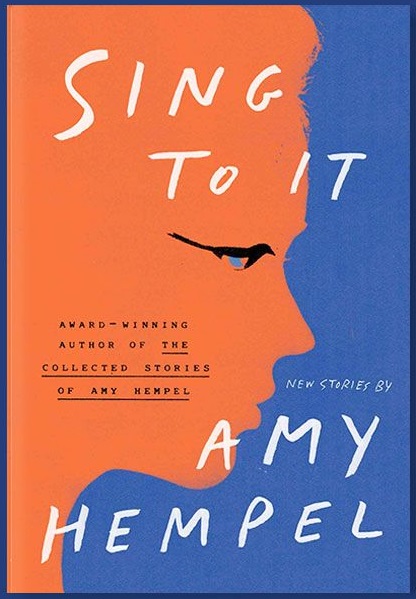 SING
TO IT
AWARD-WINNING
AUTHOR OF THE
COLLECTED STORIES
OF AMY HEMPEL
NEW STORIES BY
AMY
HEMPEL